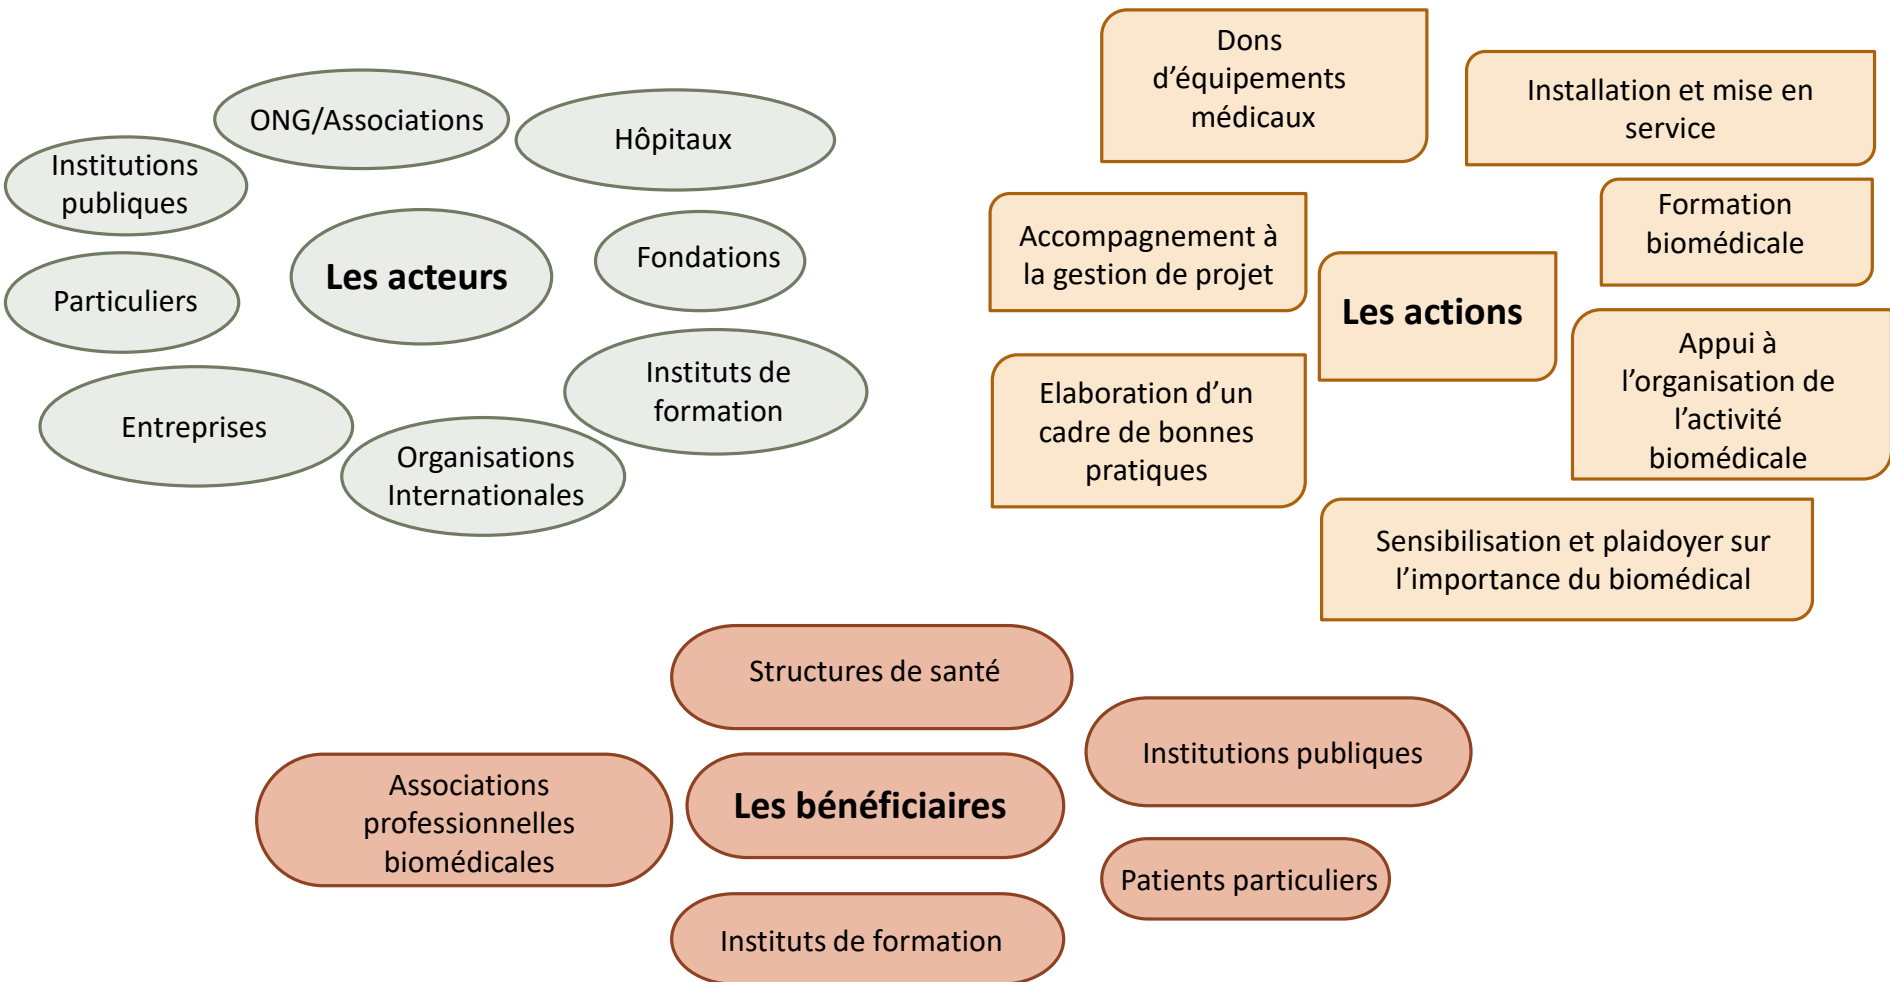 ONG/Associations
Hôpitaux
Institutions
publiques
Les acteurs
Fondations
Particuliers
Instituts de
formation
Entreprises
Organisations
Internationales
Dons
d’équipements
médicaux
Installation et mise en
service
Accompagnement à
la gestion de projet
Formation
biomédicale
Les actions
Elaboration d’un
cadre de bonnes
pratiques
Appui à
l’organisation de
l’activité
biomédicale
Sensibilisation et plaidoyer sur
l’importance du biomédical
Structures de santé
Institutions publiques
Associations
professionnelles
biomédicales
Les bénéficiaires
Patients particuliers
Instituts de formation